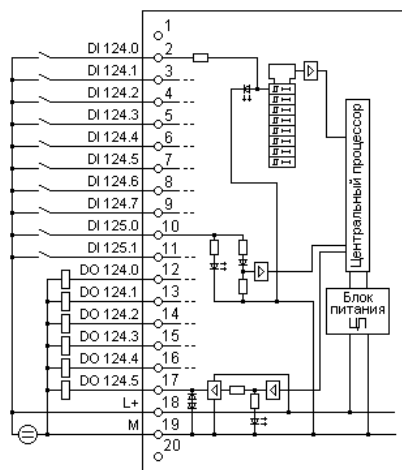 1
DI 124.0 2
DI 124.1 3
DI 124.2 4
DI 124.3 5
DI 124.4 6
DI 124.5 7
DI 124.6 8
DI 124.7 9
DI 125.0 10
DI 125.1 11
DO 124.0 12
DO 124.1 13
DO 124.2 14
DO 124.3 15
DO 124.4 16
DO 124.5 17
L+ 18
M 19
20
Центральный процессор
Блок
питания
ЦП